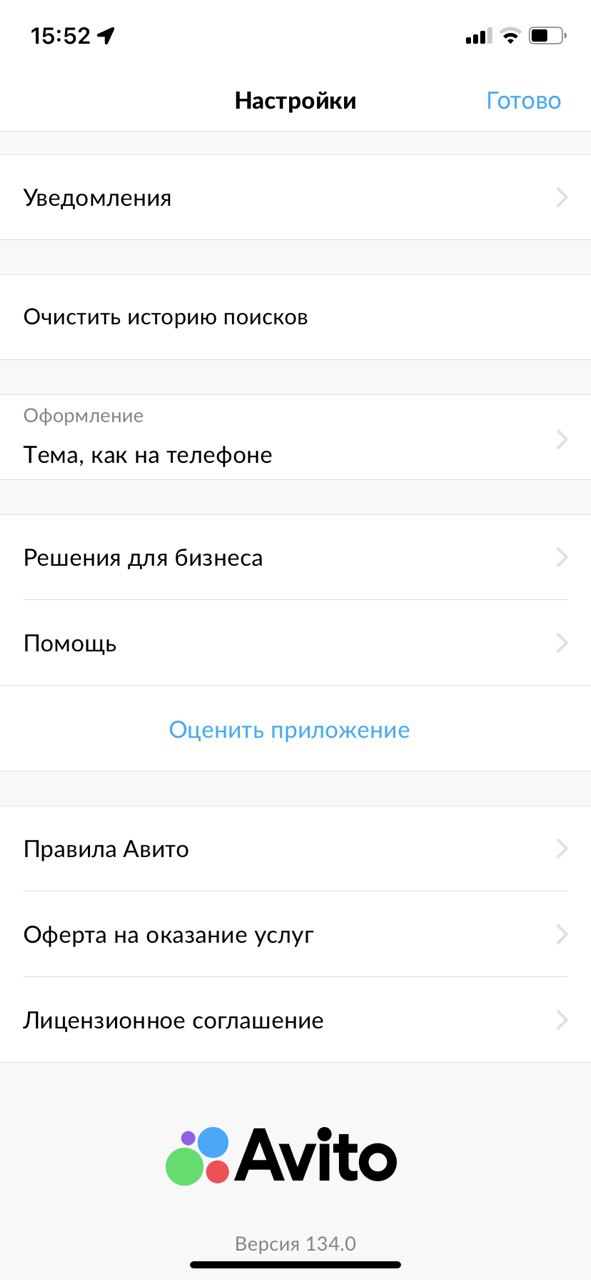 15:52
Настройки
Готово
Уведомления
Очистить историю поисков
Оформление
Тема, как на телефоне
Решения для бизнеса
Помощь
Оценить приложение
Правила Авито
Оферта на оказание услуг
Лицензионное соглашение
Avito
Версия 134.0